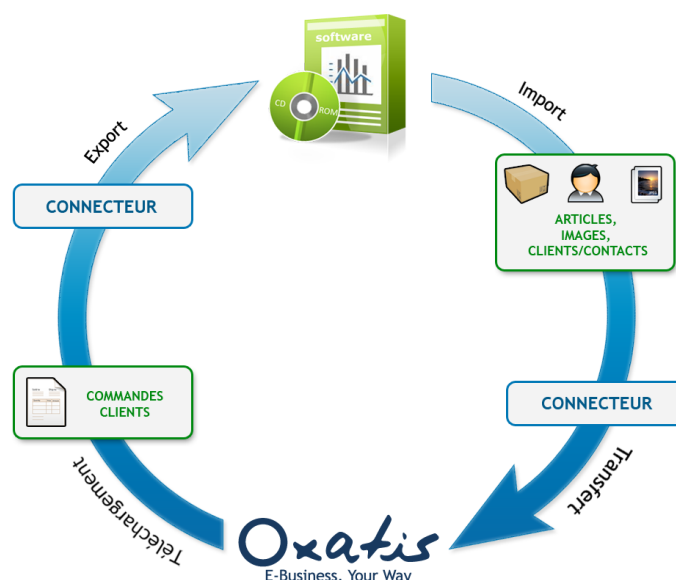 software
CD
ROM
Import
ARTICLES,
IMAGES,
CLIENTS/CONTACTS
CONNECTEUR
Transfert
Oxatis
E-Business, Your Way
Téléchargement
COMMANDES
CLIENTS
CONNECTEUR
Export